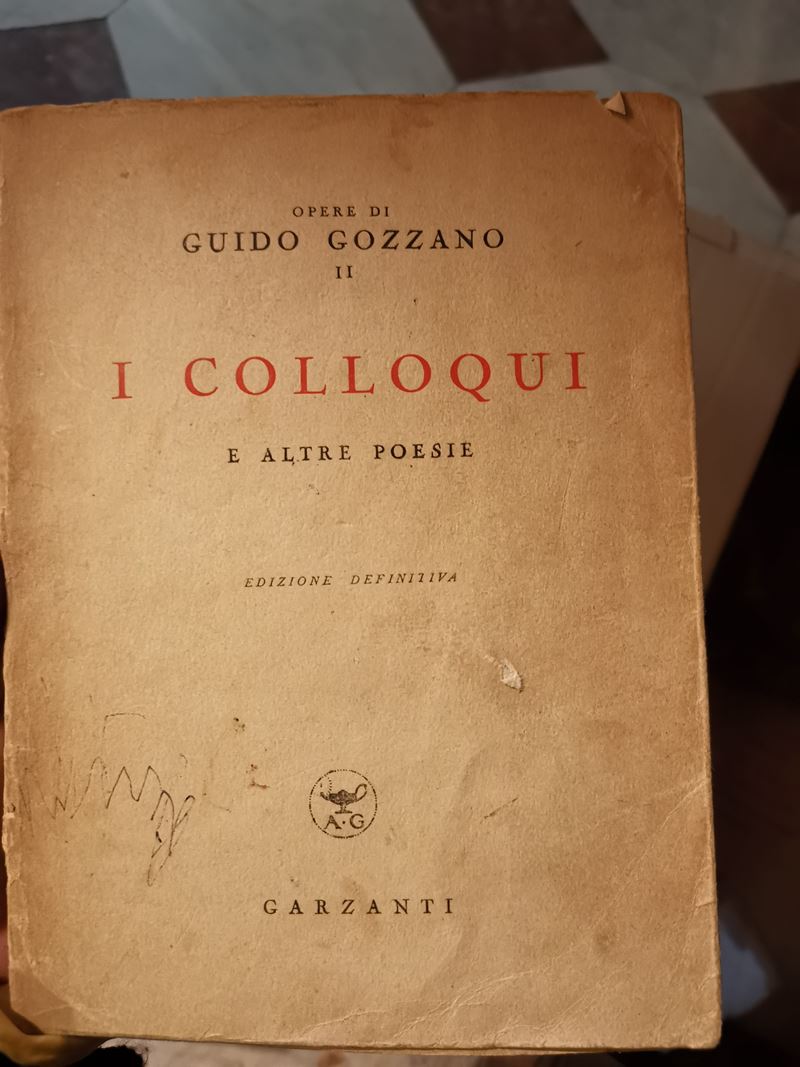 OPERE DI
GUIDO GOZZANO
II
I COLLOQUI
E ALTRE POESIE
EDIZIONE DEFINITIVA
A·G
GARZANTI